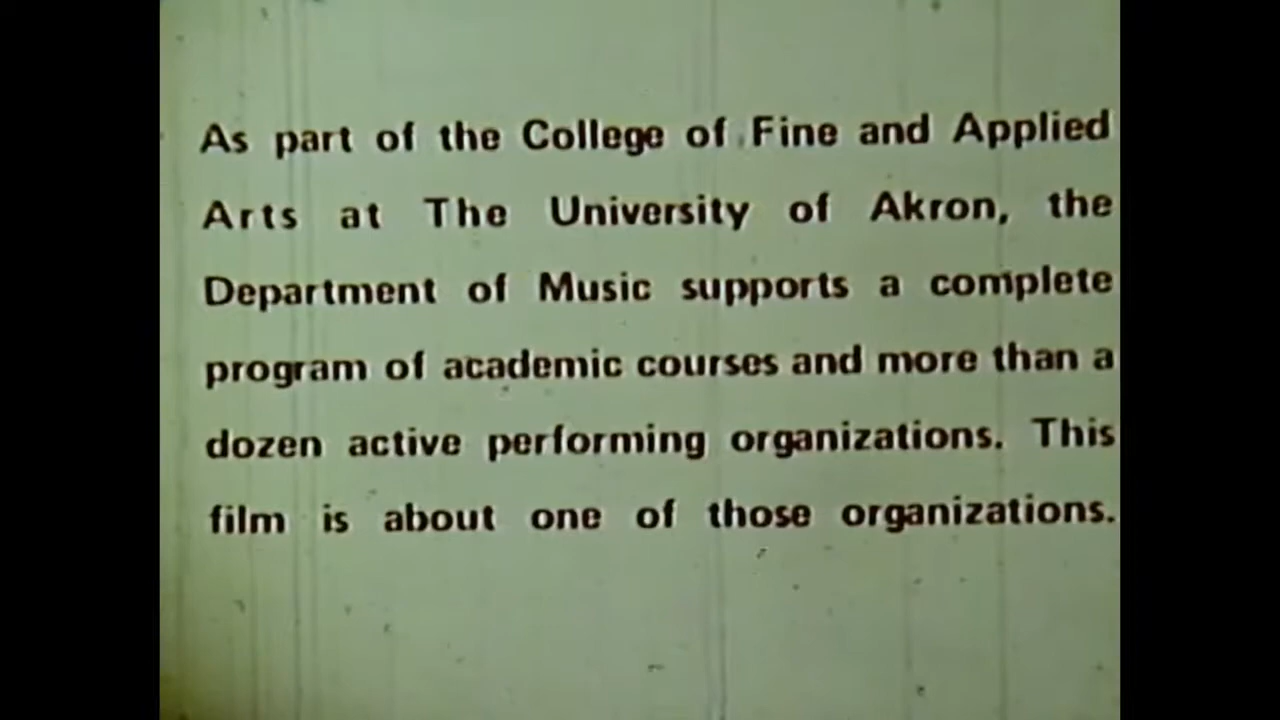 As part of the College of Fine and Applied
Arts at The University of Akron, the
Department of Music supports a complete
program of academic courses and more than a
dozen active performing organizations. This
film is about one of those organizations.